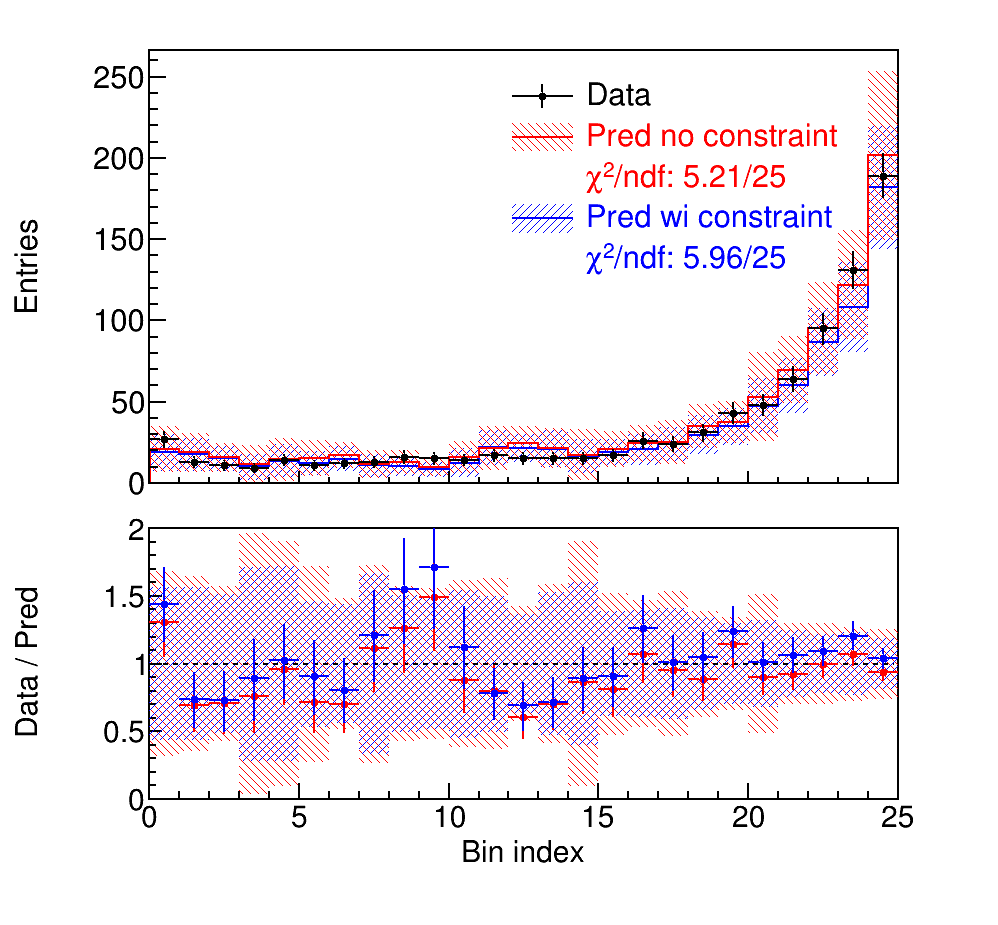 Entries
250
200
150
100
50
0
Data
Pred no constraint
χ²/ndf: 5.21/25
Pred wi constraint
χ²/ndf: 5.96/25
Data / Pred
2
1.5
1
0.5
0
0 5 10 15 20 25
Bin index